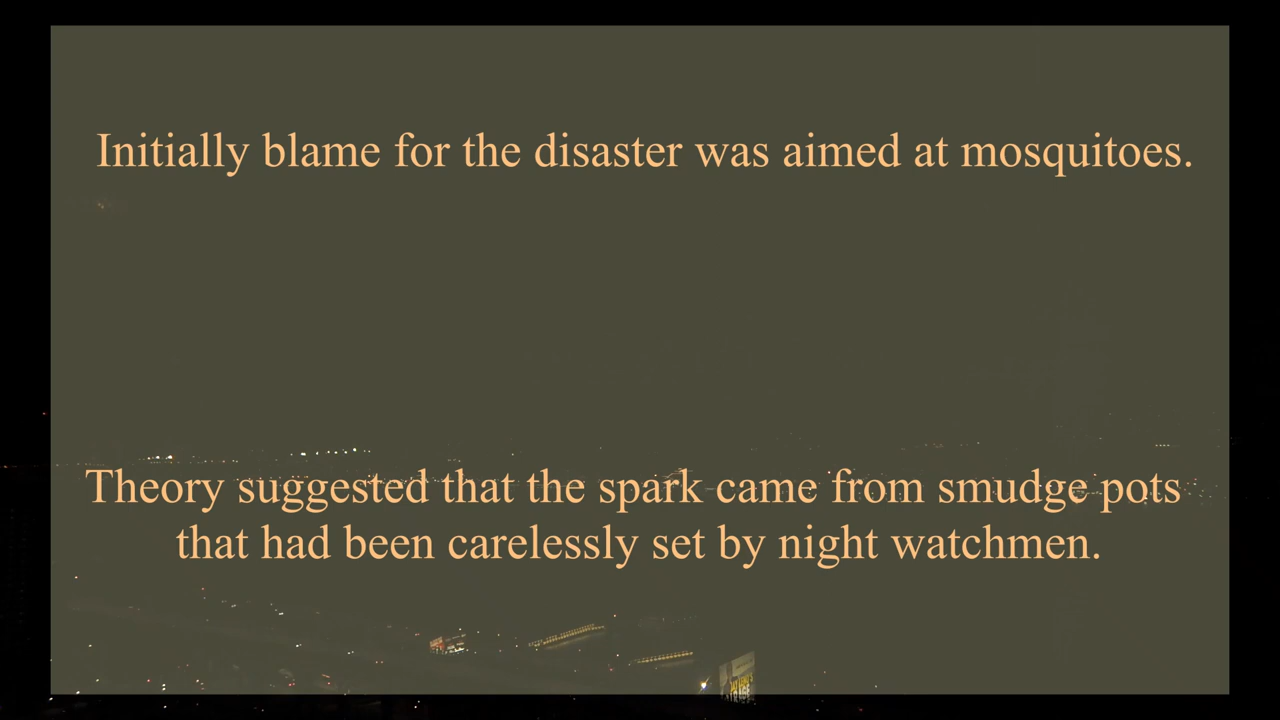 Initially blame for the disaster was aimed at mosquitoes.
Theory suggested that the spark came from smudge pots
that had been carelessly set by night watchmen.